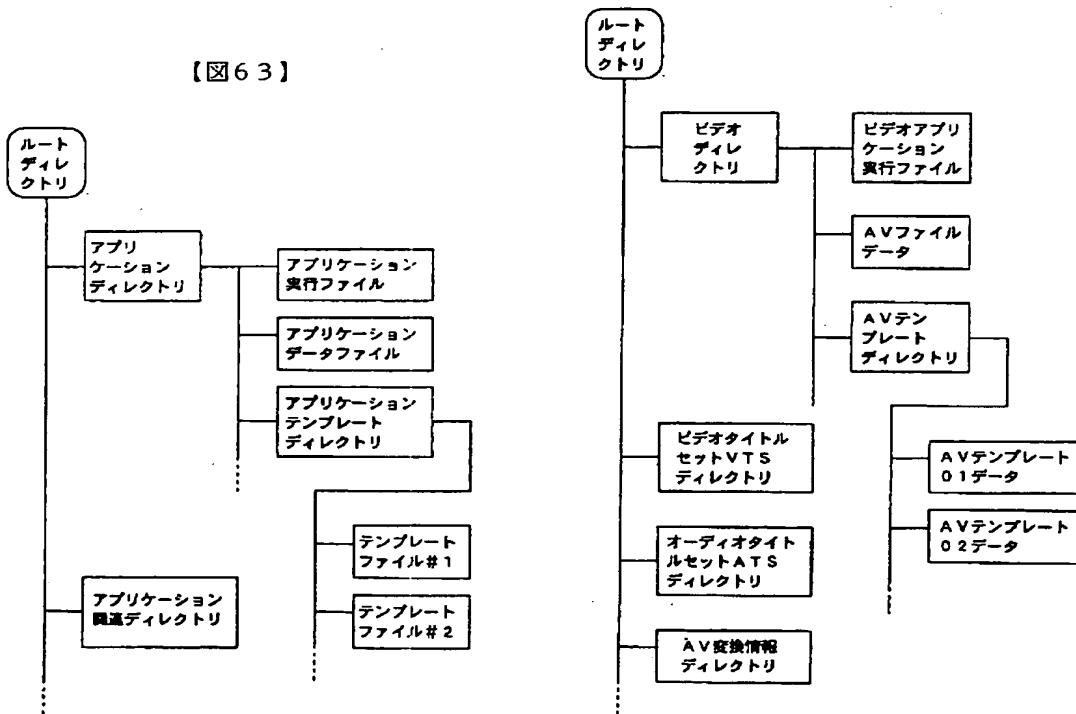 【図６３】
ルート
ディレ
クトリ
アプリ
ケーション
ディレクトリ
アプリケーション
実行ファイル
アプリケーション
データファイル
アプリケーション
テンプレート
ディレクトリ
テンプレート
ファイル＃１
テンプレート
ファイル＃２
アプリケーション
関連ディレクトリ
ルート
ディレ
クトリ
ビデオ
ディレ
クトリ
ビデオアプリ
ケーション
実行ファイル
ＡＶファイル
データ
ＡＶテン
プレート
ディレクトリ
ＡＶテンプレート
０１データ
ＡＶテンプレート
０２データ
ビデオタイトル
セットＶＴＳ
ディレクトリ
オーディオタイト
ルセットＡＴＳ
ディレクトリ
ＡＶ変換情報
ディレクトリ